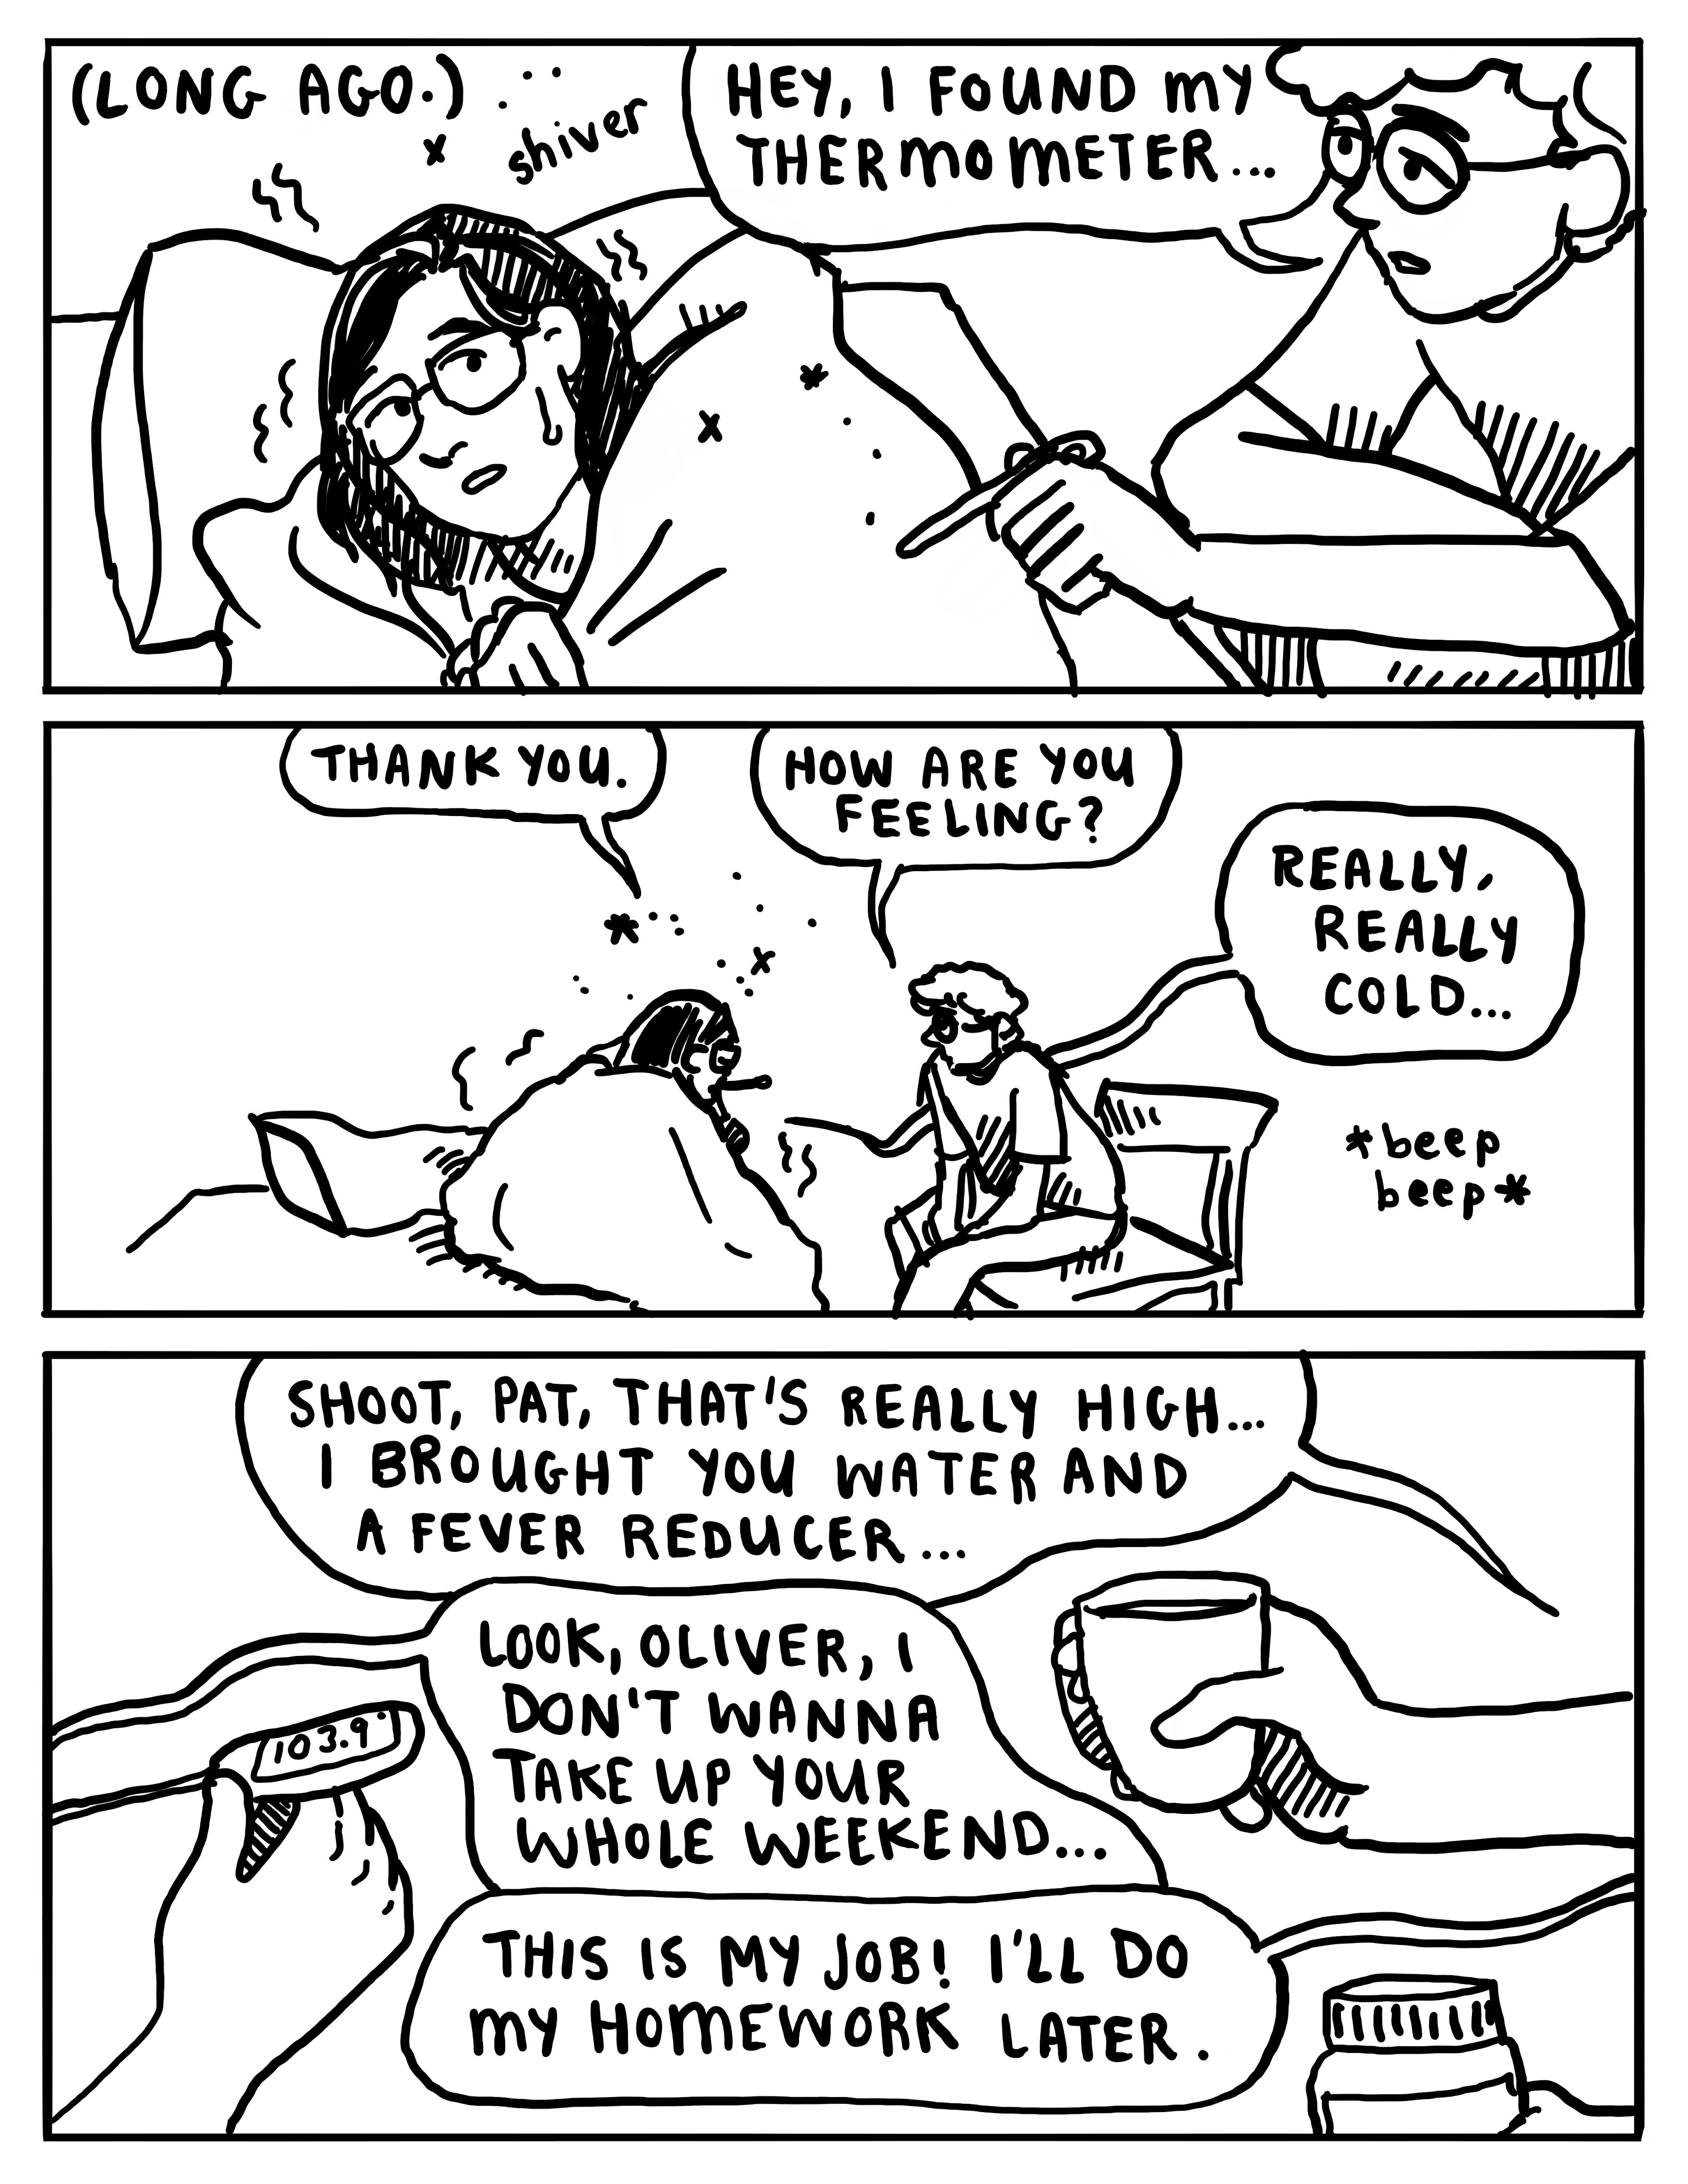 (LONG AGO.)
shiver
HEY, I FOUND MY
THERMOMETER...
THANK YOU.
HOW ARE YOU
FEELING?
REALLY,
REALLY
COLD...
*beep
beep*
SHOOT, PAT, THAT'S REALLY HIGH...
I BROUGHT YOU WATER AND
A FEVER REDUCER...
LOOK, OLIVER, I
DON'T WANNA
TAKE UP YOUR
WHOLE WEEKEND...
103.9°
THIS IS MY JOB! I'LL DO
MY HOMEWORK LATER.